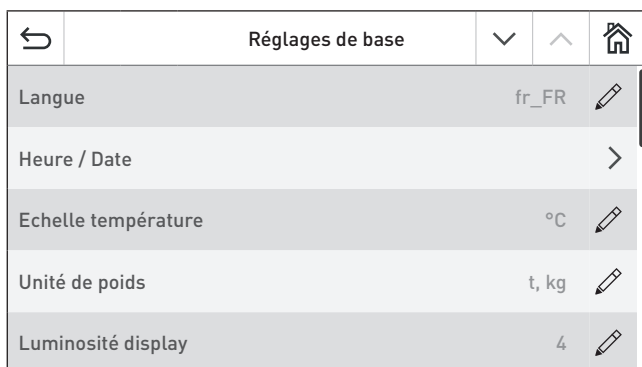 Réglages de base
Langue fr_FR
Heure / Date
Echelle température °C
Unité de poids t, kg
Luminosité display 4